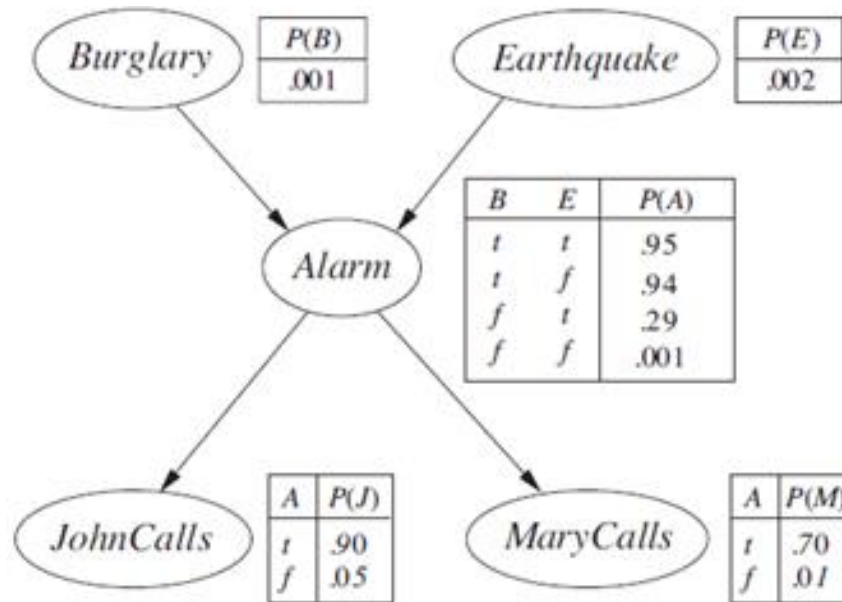 Burglary
P(B)
.001
Earthquake
P(E)
.002
Alarm
B E P(A)
t t .95
t f .94
f t .29
f f .001
JohnCalls
A P(J)
t .90
f .05
MaryCalls
A P(M)
t .70
f .01